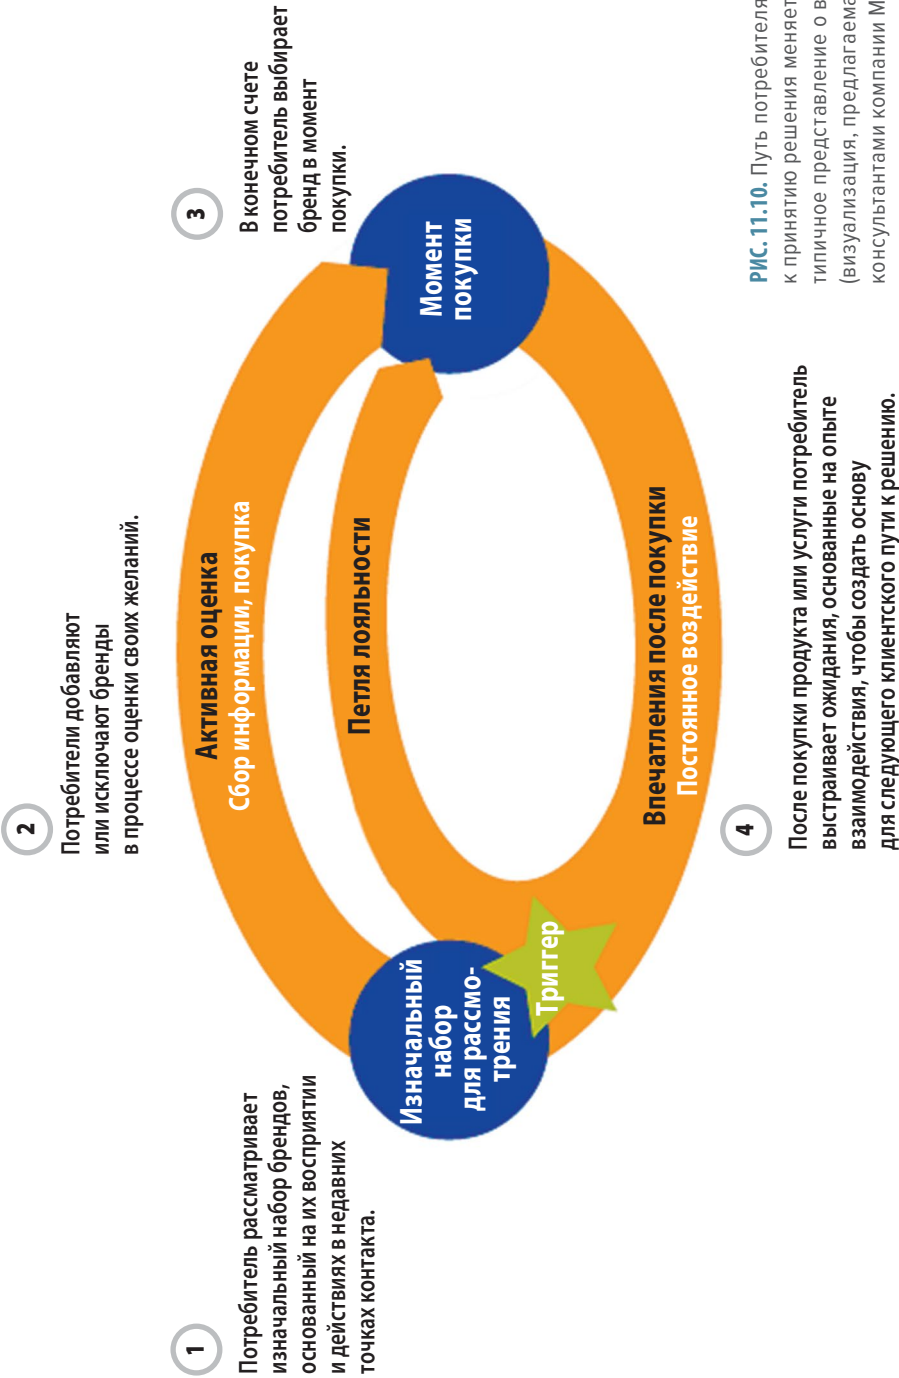 1
Потребитель рассматривает
изначальный набор брендов,
основанный на их восприятии
и действиях в недавних
точках контакта.
2
Потребители добавляют
или исключают бренды
в процессе оценки своих желаний.
3
В конечном счете
потребитель выбирает
бренд в момент
покупки.
Активная оценка
Сбор информации, покупка
Петля лояльности
Изначальный
набор
для рассмо-
трения
Триггер
Момент
покупки
Впечатления после покупки
Постоянное воздействие
4
После покупки продукта или услуги потребитель
выстраивает ожидания, основанные на опыте
взаимодействия, чтобы создать основу
для следующего клиентского пути к решению.
РИС. 11.10. Путь потребителя
к принятию решения меняет
типичное представление о в
(визуализация, предлагаема
консультантами компании M